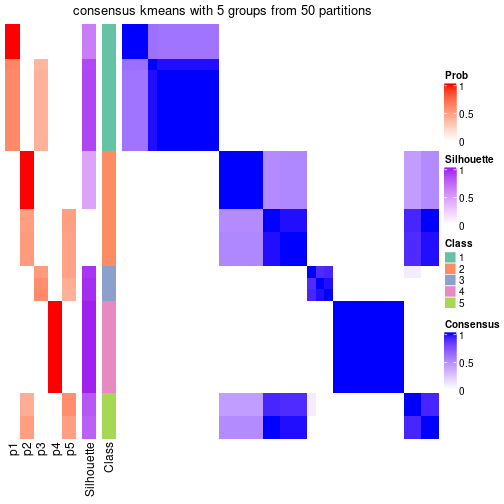 consensus kmeans with 5 groups from 50 partitions
Prob
1
0.5
0
Silhouette
1
0.5
0
Class
1
2
3
4
5
Consensus
1
0.5
0
p1
p2
p3
p4
p5
Silhouette
Class